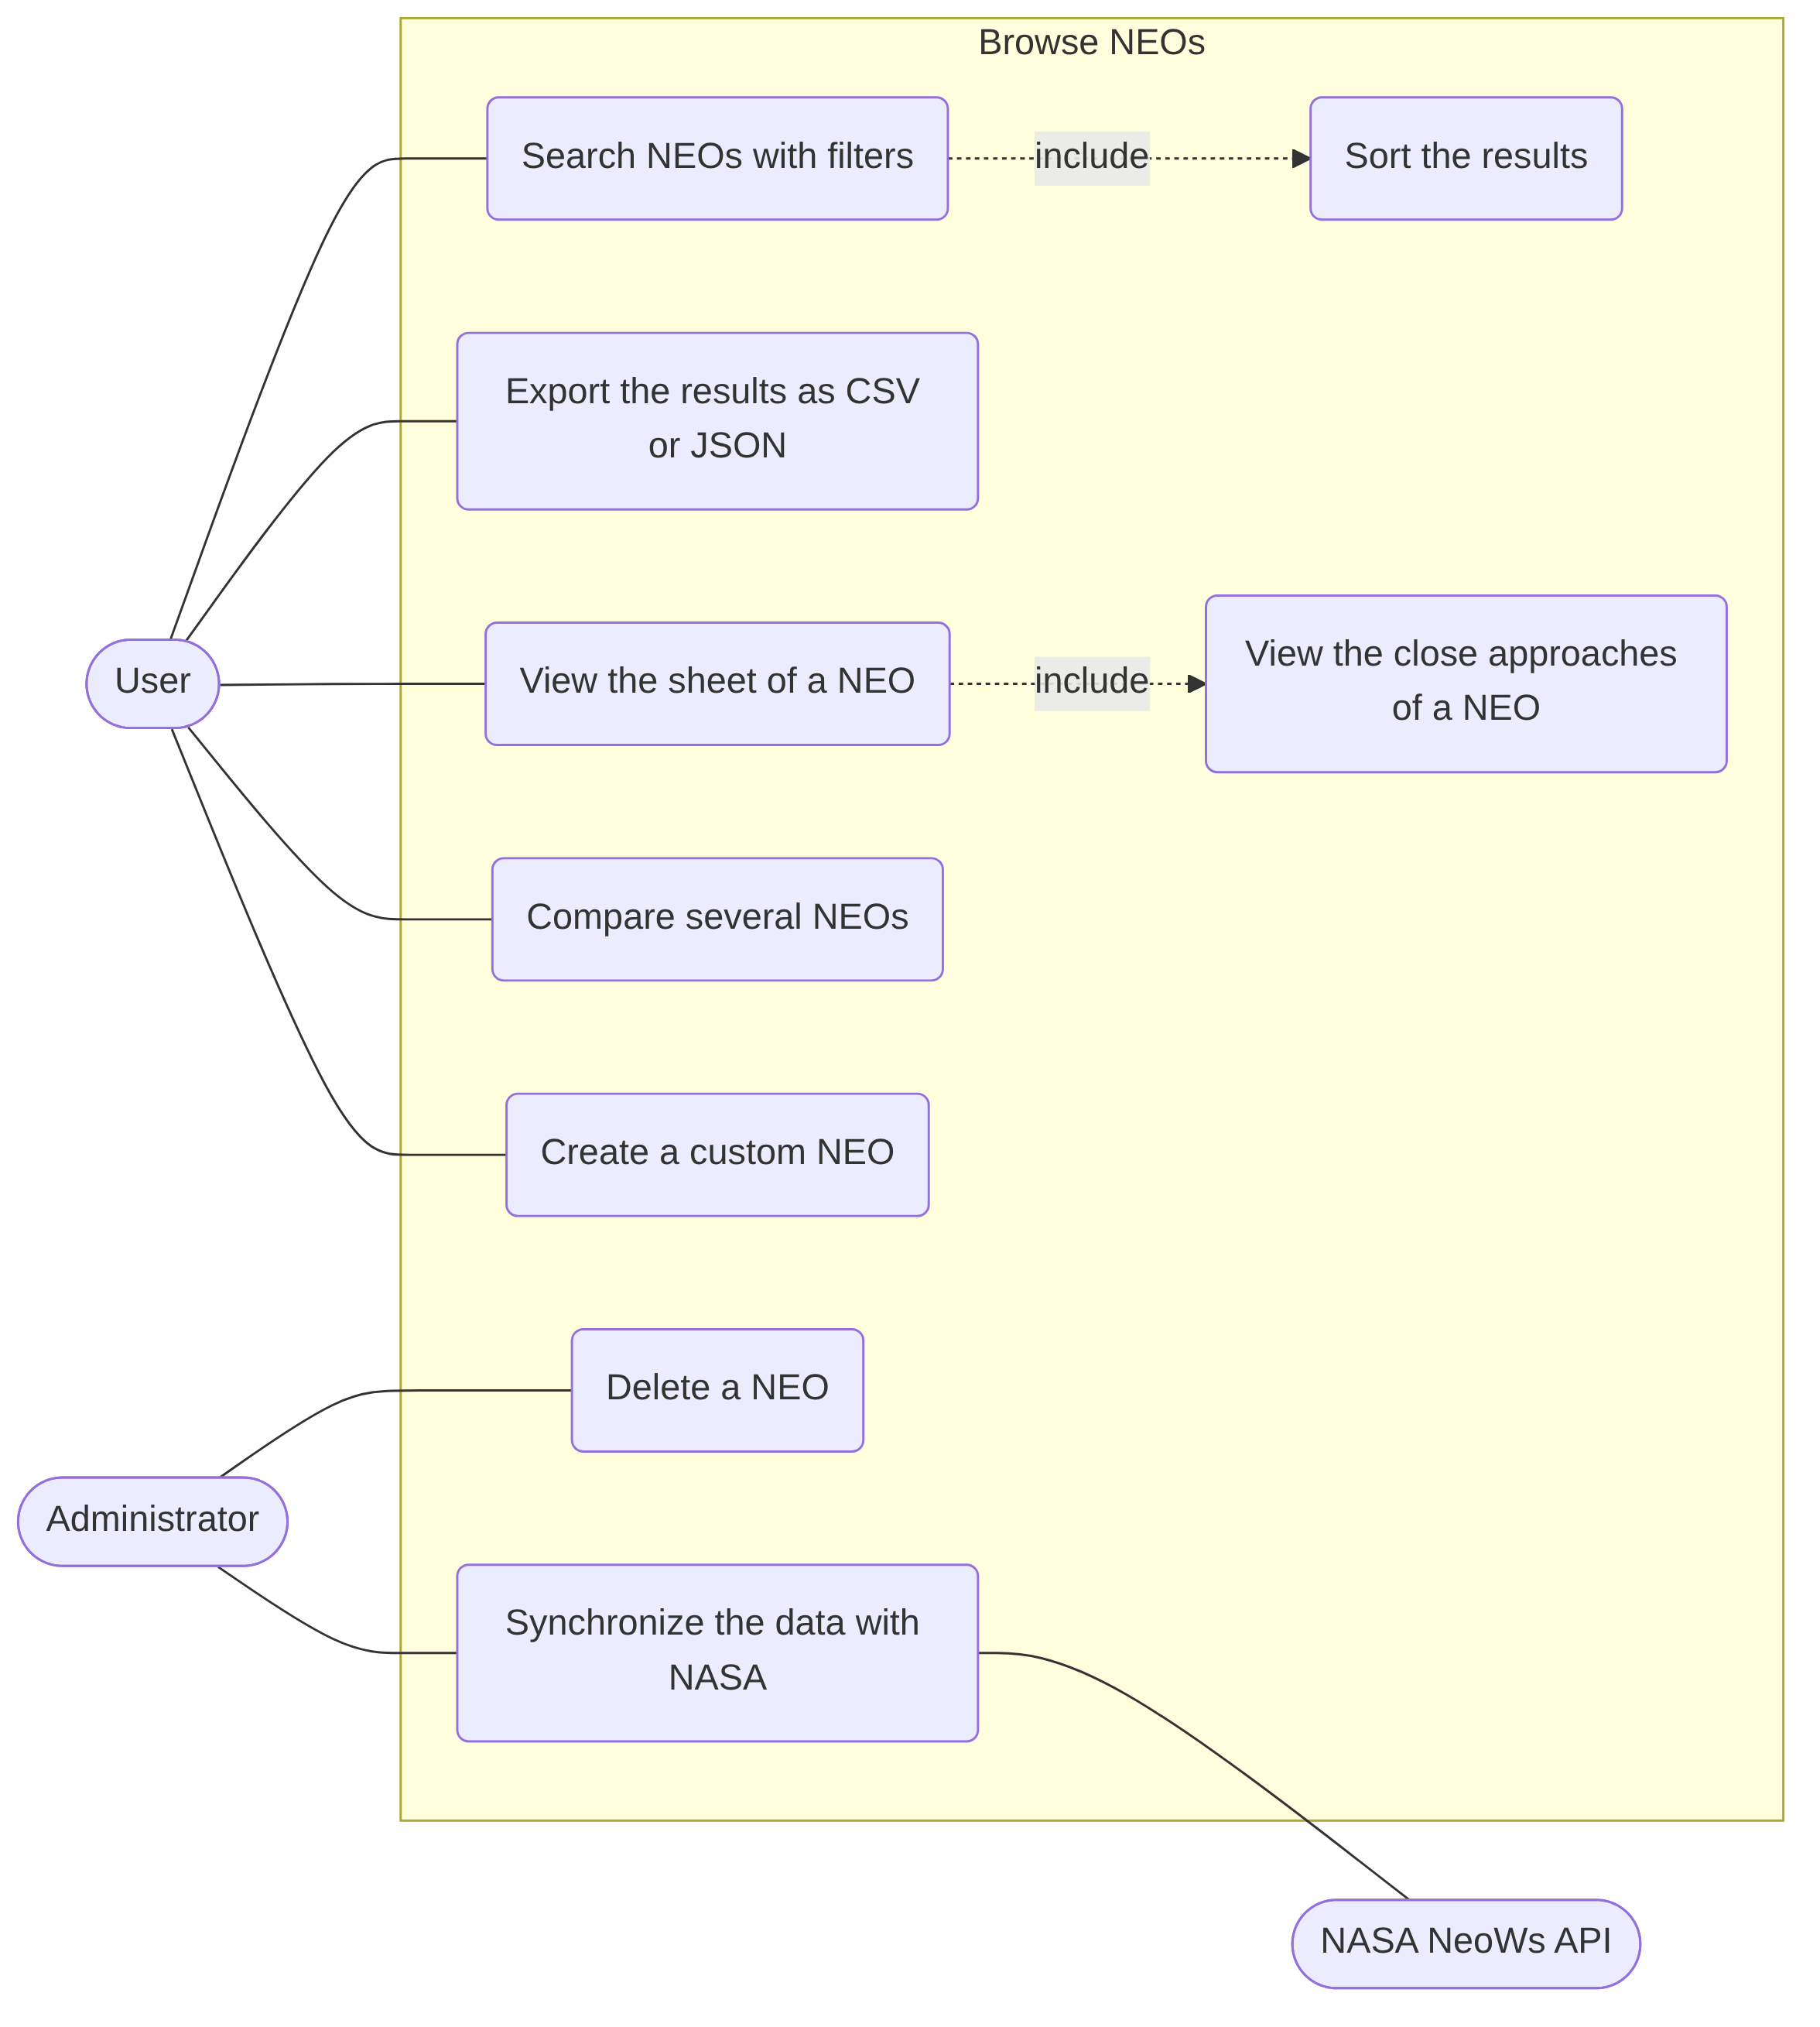 Browse NEOs
Search NEOs with filters
include
Sort the results
Export the results as CSV
or JSON
User
View the sheet of a NEO
include
View the close approaches
of a NEO
Compare several NEOs
Create a custom NEO
Delete a NEO
Administrator
Synchronize the data with
NASA
NASA NeoWs API